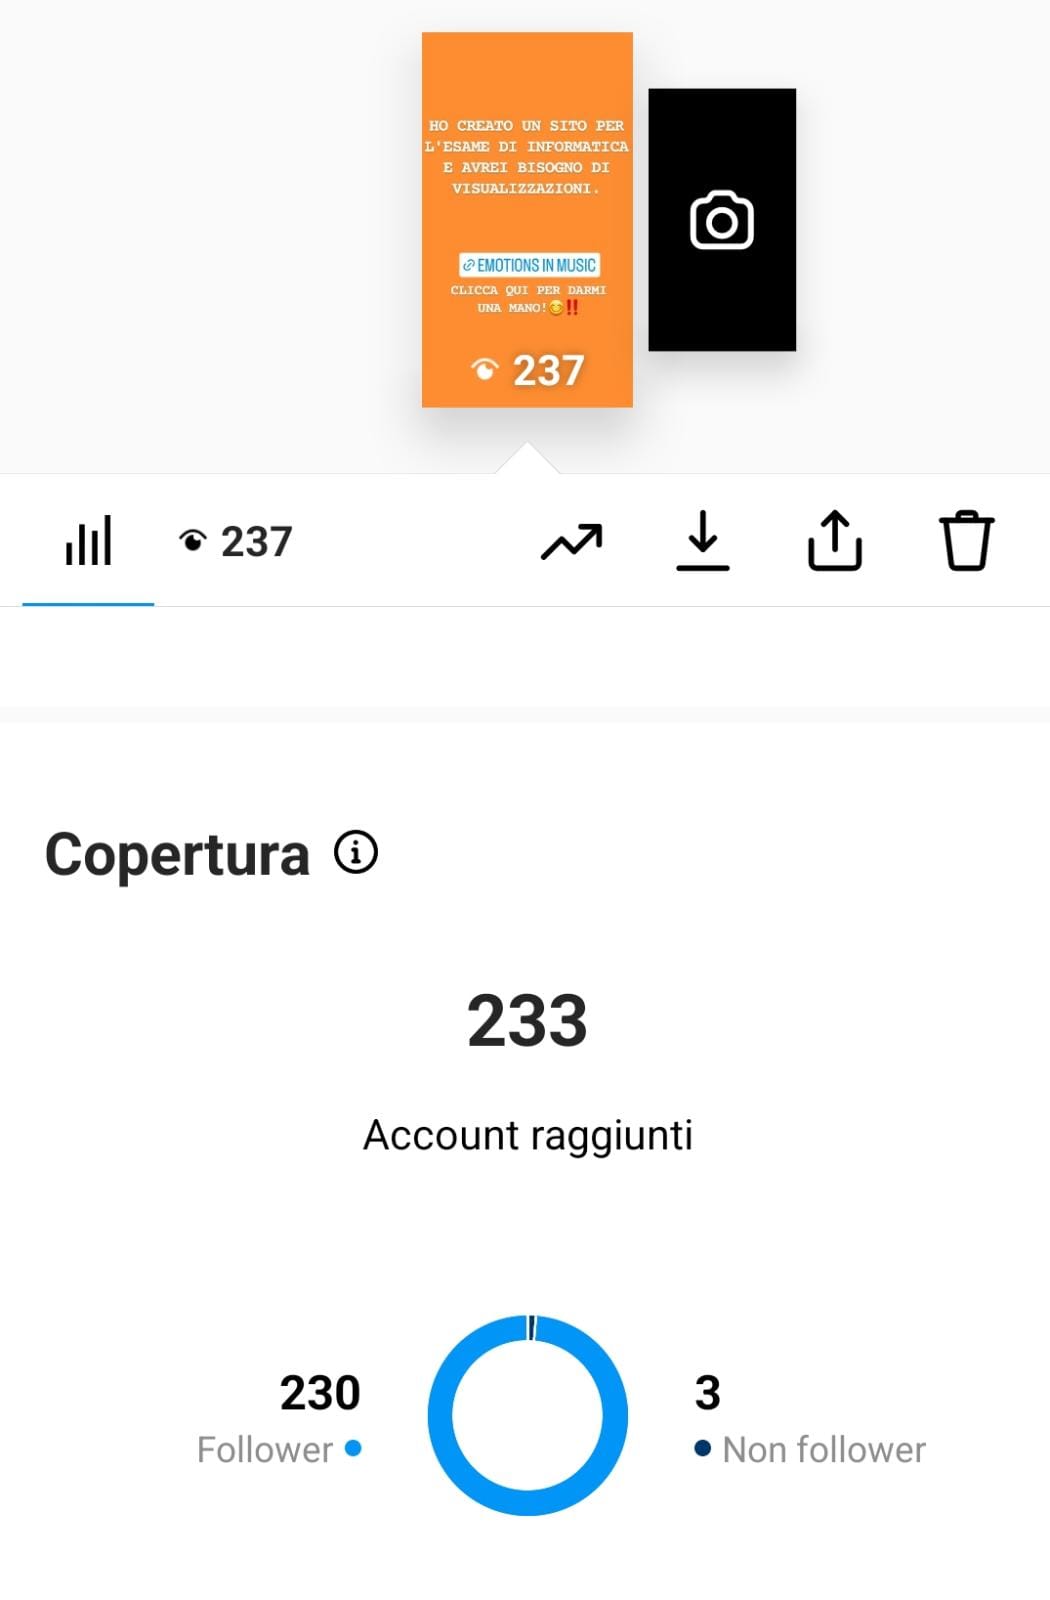 HO CREATO UN SITO PER
L'ESAME DI INFORMATICA
E AVREI BISOGNO DI
VISUALIZZAZIONI.
EMOTIONS IN MUSIC
CLICCA QUI PER DARMI
UNA MANO!😊‼️
237
237
Copertura
233
Account raggiunti
230
Follower
3
Non follower